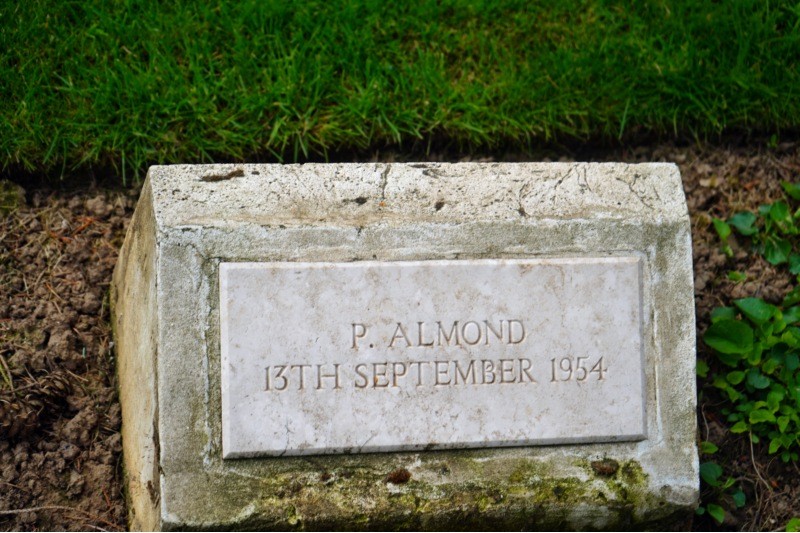 P. ALMOND
13TH SEPTEMBER 1954